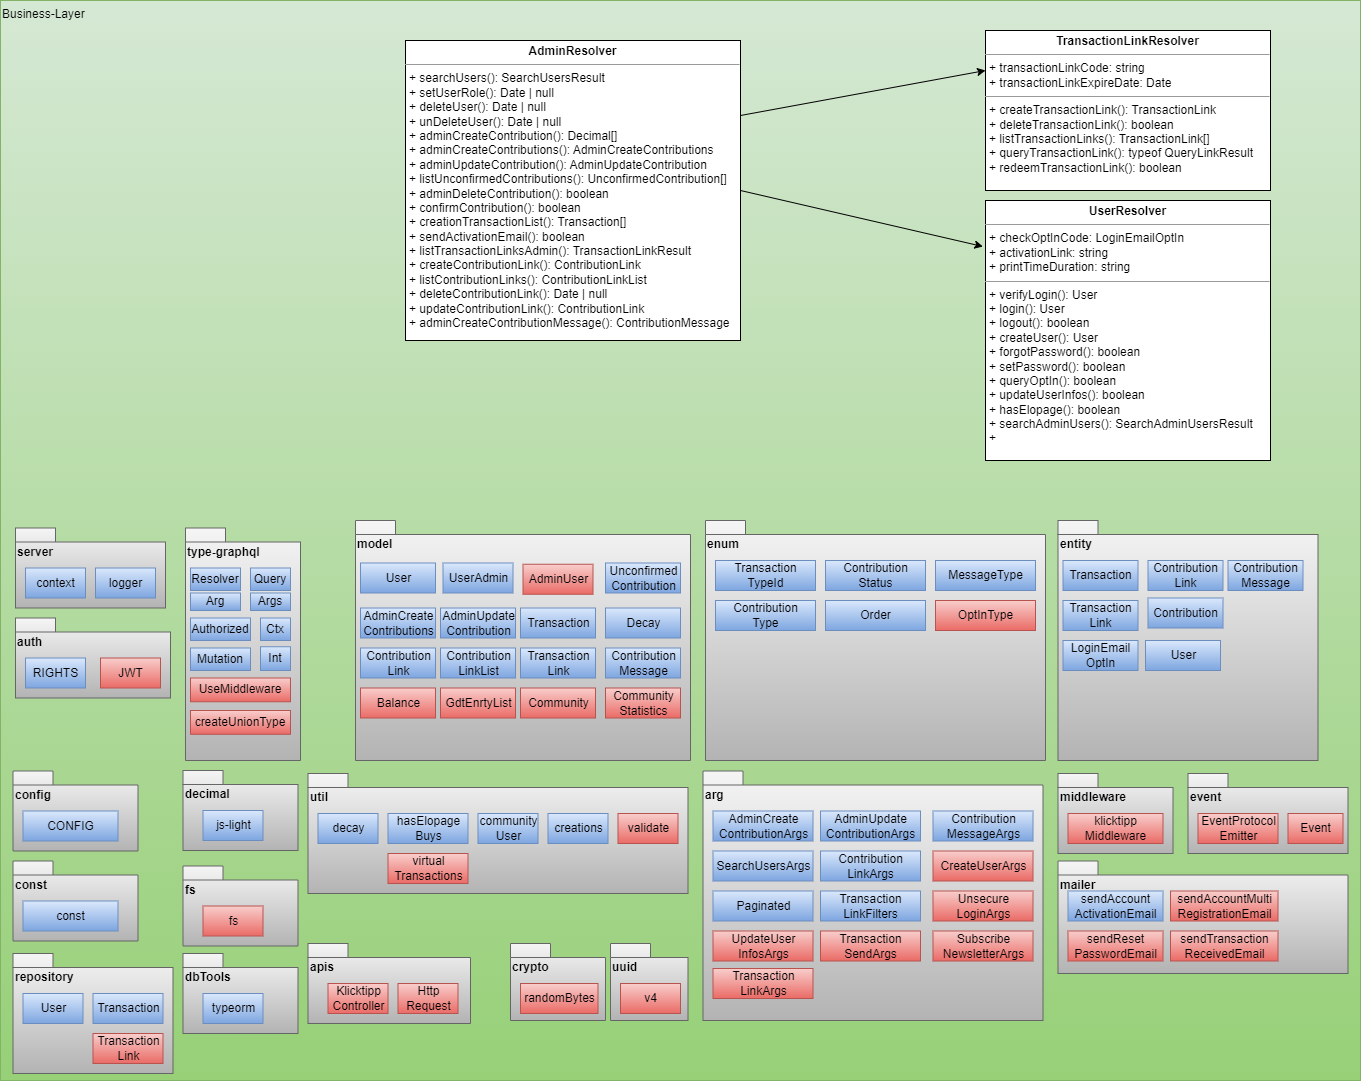 Business-Layer
AdminResolver
+ searchUsers(): SearchUsersResult
+ setUserRole(): Date | null
+ deleteUser(): Date | null
+ unDeleteUser(): Date | null
+ adminCreateContribution(): Decimal[]
+ adminCreateContributions(): AdminCreateContributions
+ adminUpdateContribution(): AdminUpdateContribution
+ listUnconfirmedContributions(): UnconfirmedContribution[]
+ adminDeleteContribution(): boolean
+ confirmContribution(): boolean
+ creationTransactionList(): Transaction[]
+ sendActivationEmail(): boolean
+ listTransactionLinksAdmin(): TransactionLinkResult
+ createContributionLink(): ContributionLink
+ listContributionLinks(): ContributionLinkList
+ deleteContributionLink(): Date | null
+ updateContributionLink(): ContributionLink
+ adminCreateContributionMessage(): ContributionMessage
TransactionLinkResolver
+ transactionLinkCode: string
+ transactionLinkExpireDate: Date
+ createTransactionLink(): TransactionLink
+ deleteTransactionLink(): boolean
+ listTransactionLinks(): TransactionLink[]
+ queryTransactionLink(): typeof QueryLinkResult
+ redeemTransactionLink(): boolean
UserResolver
+ checkOptInCode: LoginEmailOptIn
+ activationLink: string
+ printTimeDuration: string
+ verifyLogin(): User
+ login(): User
+ logout(): boolean
+ createUser(): User
+ forgotPassword(): boolean
+ setPassword(): boolean
+ queryOptIn(): boolean
+ updateUserInfos(): boolean
+ hasElopage(): boolean
+ searchAdminUsers(): SearchAdminUsersResult
+
server
context
logger
auth
RIGHTS
JWT
type-graphql
Resolver
Query
Arg
Args
Authorized
Ctx
Mutation
Int
UseMiddleware
createUnionType
model
User
UserAdmin
AdminUser
Unconfirmed
Contribution
AdminCreate
Contributions
AdminUpdate
Contribution
Transaction
Decay
Contribution
Link
Contribution
LinkList
Transaction
Link
Contribution
Message
Balance
GdtEnrtyList
Community
Community
Statistics
enum
Transaction
TypeId
Contribution
Status
MessageType
Contribution
Type
Order
OptInType
entity
Transaction
Contribution
Link
Contribution
Message
Transaction
Link
Contribution
LoginEmail
OptIn
User
config
CONFIG
const
const
repository
User
Transaction
Transaction
Link
decimal
js-light
fs
fs
dbTools
typeorm
util
decay
hasElopage
Buys
community
User
creations
validate
virtual
Transactions
apis
Klicktipp
Controller
Http
Request
crypto
randomBytes
uuid
v4
arg
AdminCreate
ContributionArgs
AdminUpdate
ContributionArgs
Contribution
MessageArgs
SearchUsersArgs
Contribution
LinkArgs
CreateUserArgs
Paginated
Transaction
LinkFilters
Unsecure
LoginArgs
UpdateUser
InfosArgs
Transaction
SendArgs
Subscribe
NewsletterArgs
Transaction
LinkArgs
middleware
klicktipp
Middleware
event
EventProtocol
Emitter
Event
mailer
sendAccount
ActivationEmail
sendAccountMulti
RegistrationEmail
sendReset
PasswordEmail
sendTransaction
ReceivedEmail